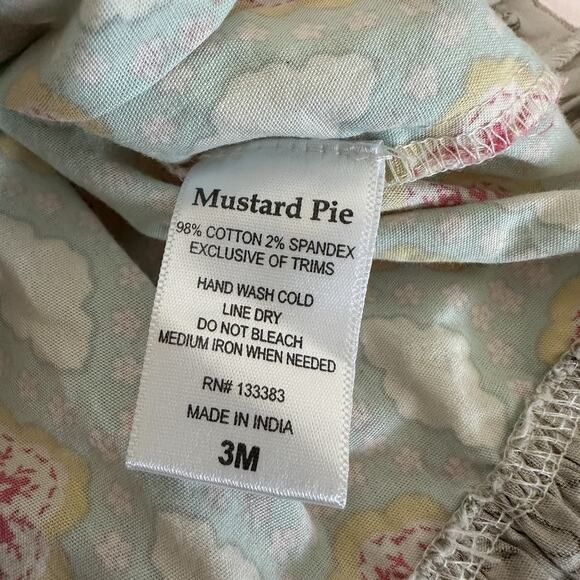 Mustard Pie
98% COTTON 2% SPANDEX
EXCLUSIVE OF TRIMS
HAND WASH COLD
LINE DRY
DO NOT BLEACH
MEDIUM IRON WHEN NEEDED
RN# 133383
MADE IN INDIA
3M